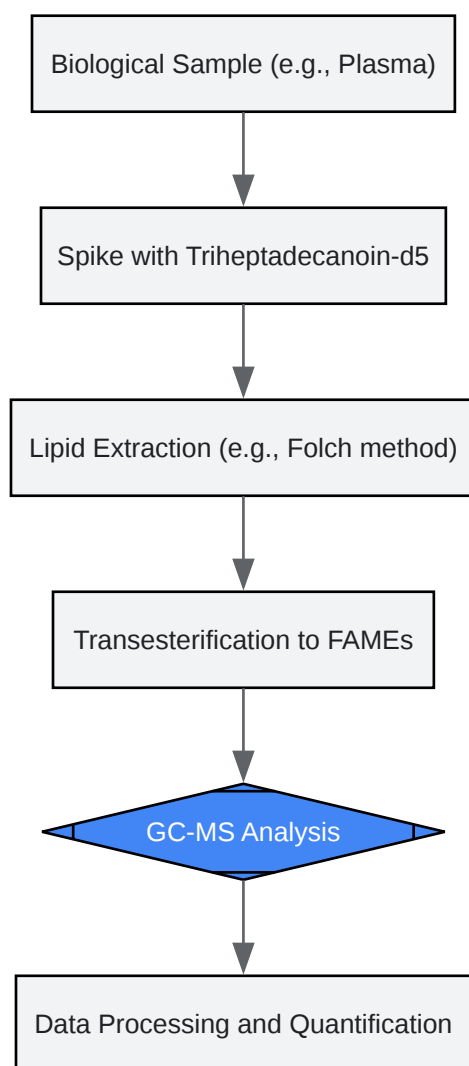 Biological Sample (e.g., Plasma)
Spike with Triheptadecanoin-d5
Lipid Extraction (e.g., Folch method)
Transesterification to FAMEs
GC-MS Analysis
Data Processing and Quantification